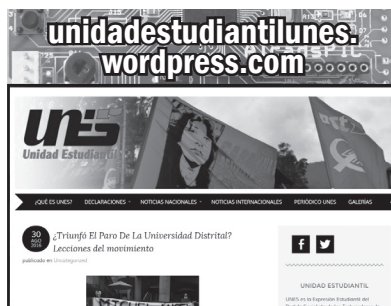 unidadestudiantilunes.
wordpress.com
unes
Unidad Estudiantil
¿QUÉ ES UNES? DECLARACIONES NOTICIAS NACIONALES NOTICIAS INTERNACIONALES PERIÓDICO UNES GALERÍAS
30
AGO
2016
¿Triunfó El Paro De La Universidad Distrital?
Lecciones del movimiento
publicado en Uncategorized
UNIDAD ESTUDIANTIL
UNES es la Expresión Estudiantil del